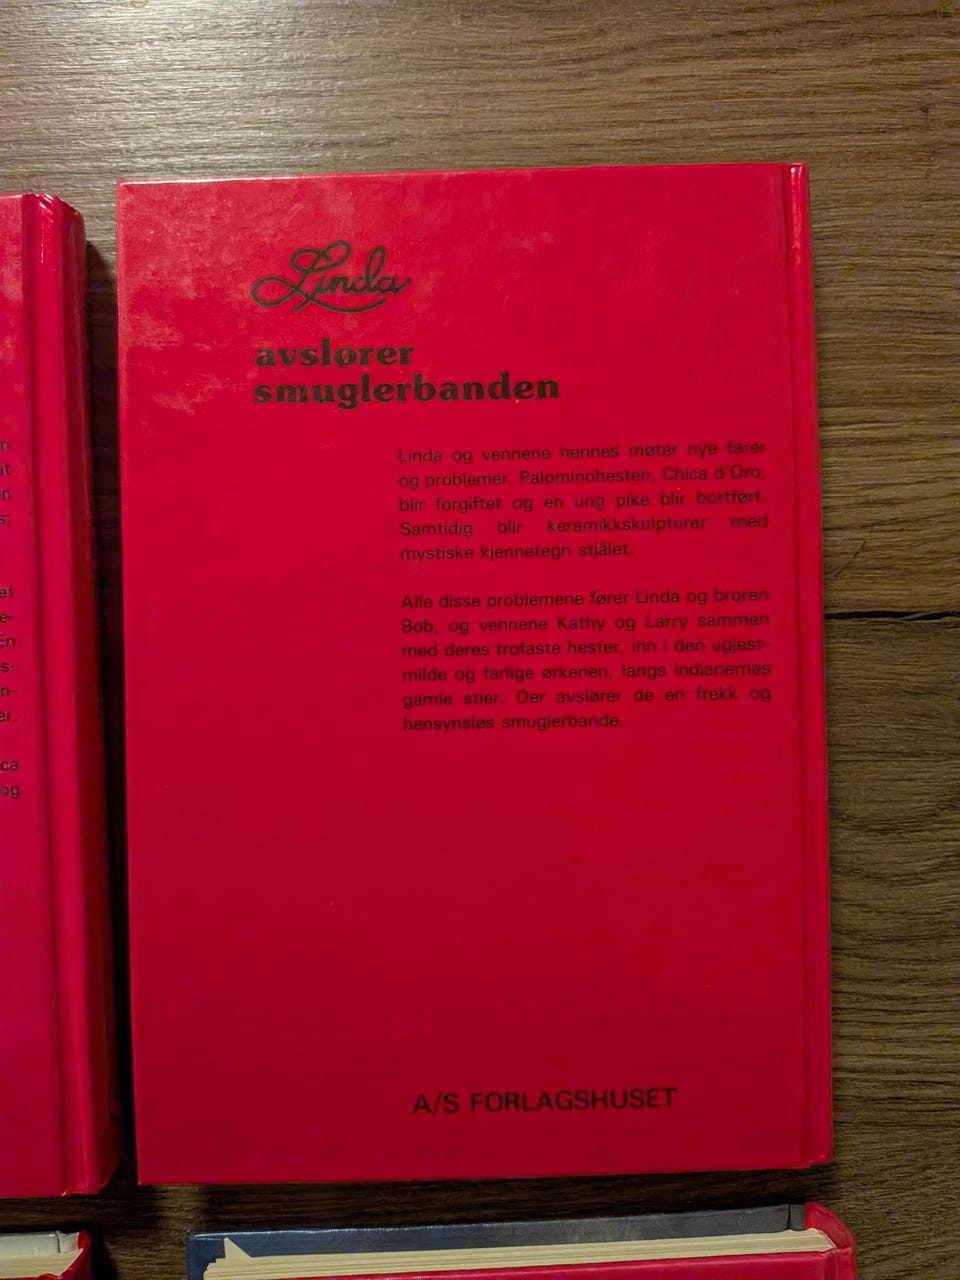 Linda
avslører
smuglerbanden
Linda og vennene hennes møter nye farer
og problemer. Palominohesten, Chica d'Oro,
blir forgiftet og en ung pike blir bortført.
Samtidig blir keramikkskulpturer med
mystiske kjennetegn stjålet.
Alle disse problemene fører Linda og broren
Bob, og vennene Kathy og Larry sammen
med deres trofaste hester, inn i den ugjest-
milde og farlige ørkenen, langs indianernes
gamle stier. Der avslører de en frekk og
hensynsløs smuglerbande.
A/S FORLAGSHUSET